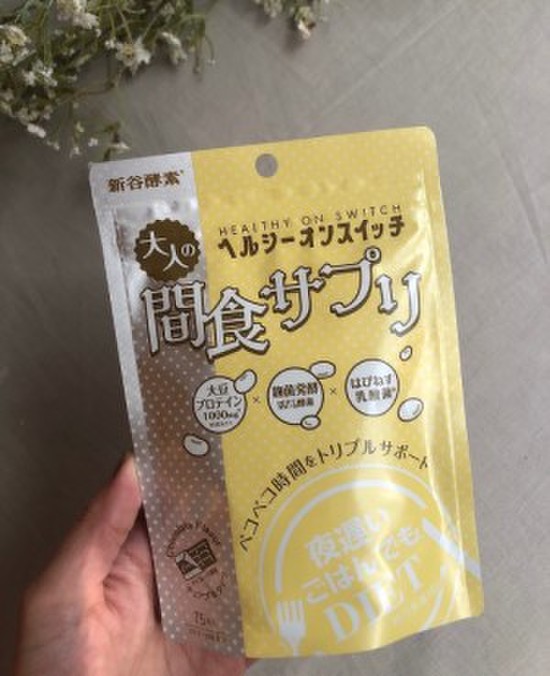 新谷酵素
大人の
HEALTHY ON SWITCH
ヘルシーオンスイッチ
間食サプリ
大豆
プロテイン
1000mg
×
麹菌発酵
×
はぴねす
乳酸菌
ペコペコ時間をトリプルサポート
夜遅い
ごはんでも
DIET
Chocolate Flavor